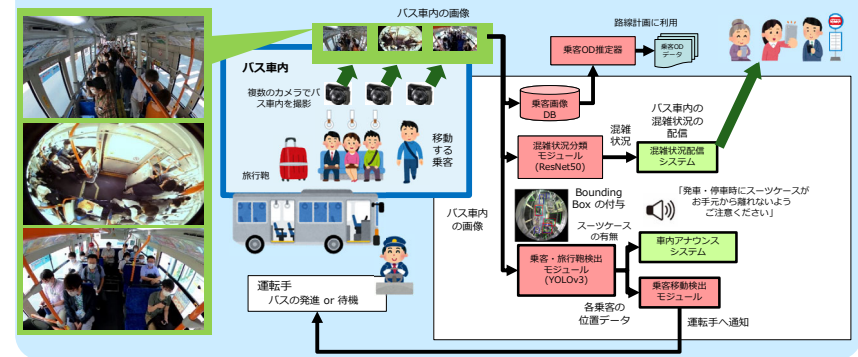 バス車内の画像
バス車内
複数のカメラでバ
ス車内を撮影
移動
する
乗客
旅行鞄
路線計画に利用
乗客OD推定器
乗客OD
データ
乗客画像
DB
混雑状況分類
モジュール
(ResNet50)
混雑
状況
バス車内の
混雑状況の
配信
混雑状況配信
システム
バス車内
の画像
Bounding
Box の付与
「発車・停車時にスーツケースが
お手元から離れないよう
ご注意ください」
スーツケース
の有無
乗客・旅行鞄検出
モジュール
(YOLOv3)
車内アナウンス
システム
乗客移動検出
モジュール
各乗客の
位置データ
運転手へ通知
運転手
バスの発進 or 待機